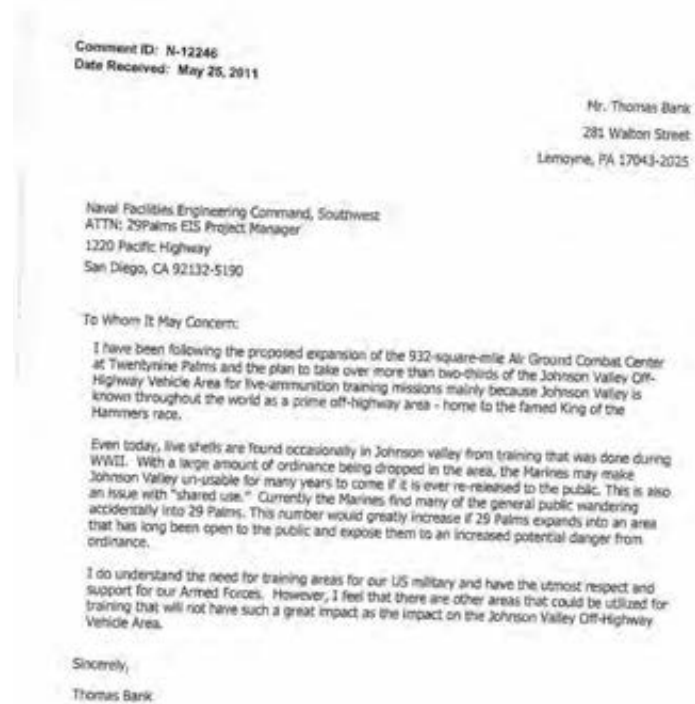 Comment ID: N-12246
Date Received: May 25, 2011
Mr. Thomas Bank
281 Walton Street
Lemoyne, PA 17043-2025
Naval Facilities Engineering Command, Southwest
ATTN: 29Palms EIS Project Manager
1220 Pacific Highway
San Diego, CA 92132-5190
To Whom It May Concern:
I have been following the proposed expansion of the 932-square-mile Air Ground Combat Center
at Twentynine Palms and the plan to take over more than two-thirds of the Johnson Valley Off-
Highway Vehicle Area for live-ammunition training missions mainly because Johnson Valley is
known throughout the world as a prime off-highway area - home to the famed King of the
Hammers race.
Even today, live shells are found occasionally in Johnson valley from training that was done during
WWII. With a large amount of ordinance being dropped in the area, the Marines may make
Johnson Valley un-usable for many years to come if it is ever re-released to the public. This is also
an issue with "shared use." Currently the Marines find many of the general public wandering
accidentally into 29 Palms. This number would greatly increase if 29 Palms expands into an area
that has long been open to the public and expose them to an increased potential danger from
ordinance.
I do understand the need for training areas for our US military and have the utmost respect and
support for our Armed Forces. However, I feel that there are other areas that could be utilized for
training that will not have such a great impact as the impact on the Johnson Valley Off-Highway
Vehicle Area.
Sincerely,
Thomas Bank